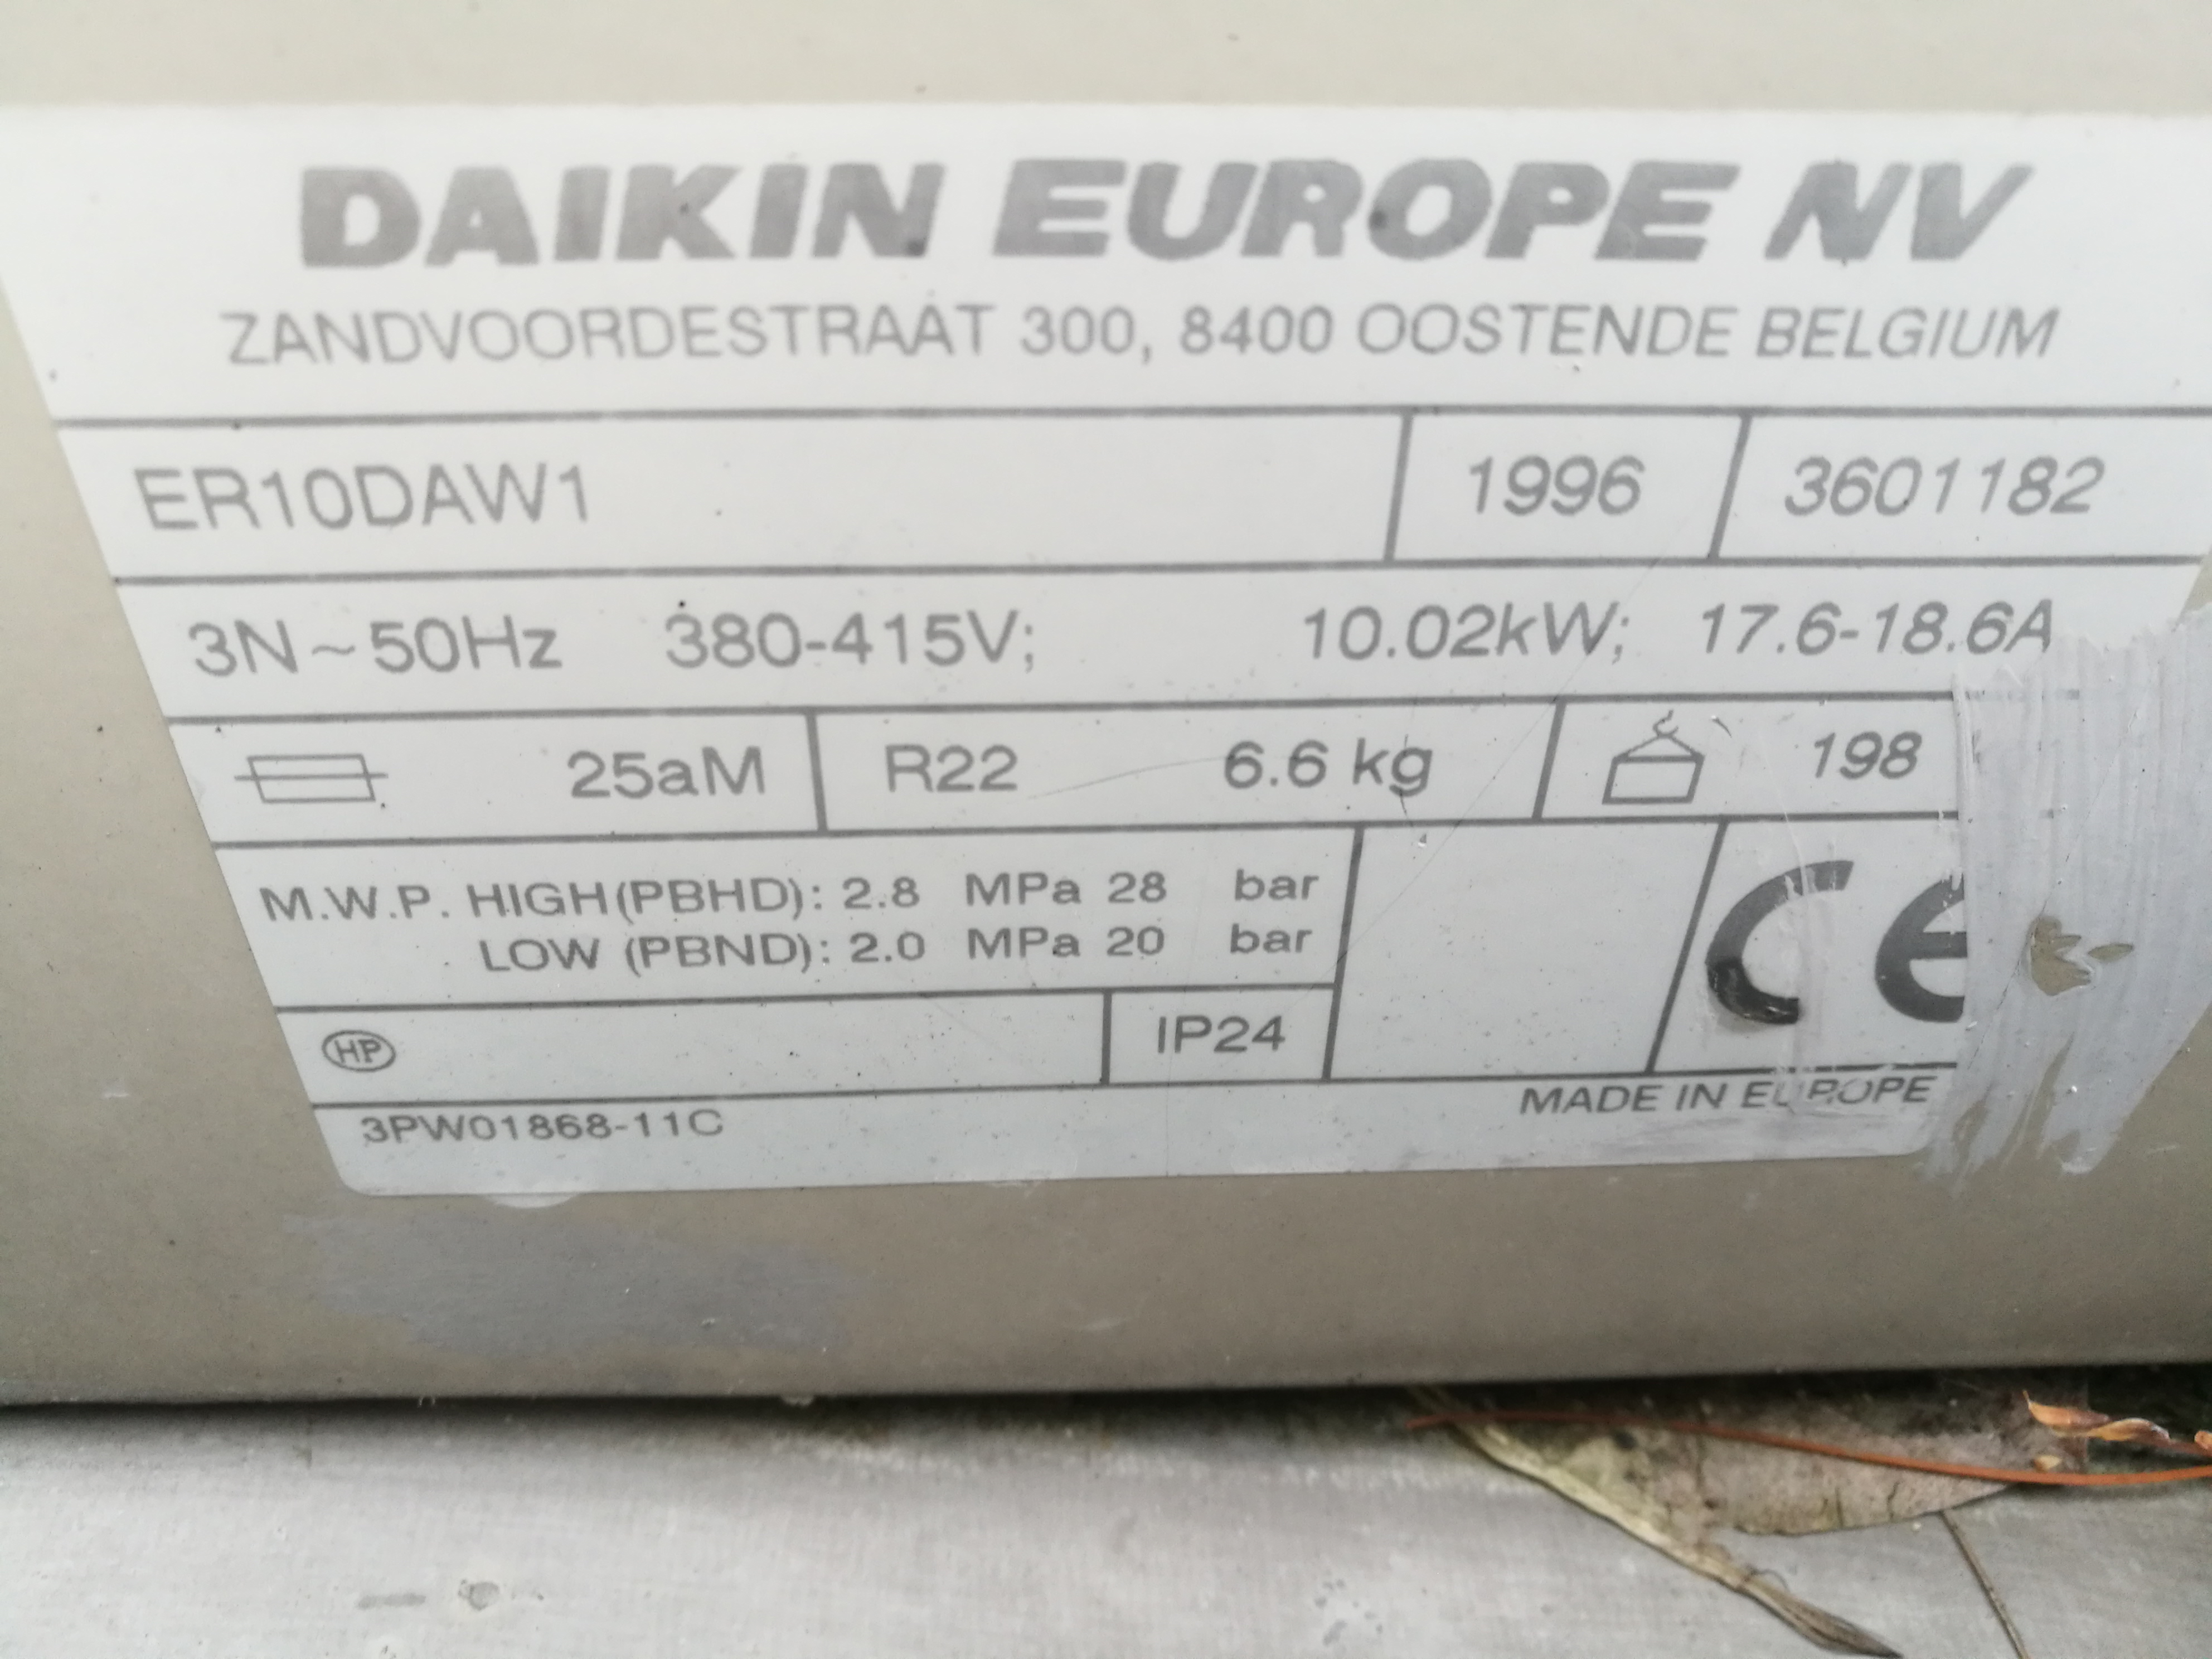 DAIKIN EUROPE NV
ZANDVOORDESTRAAT 300, 8400 OOSTENDE BELGIUM
ER10DAW1 1996 3601182
3N~50Hz 380-415V; 10.02kW; 17.6-18.6A
25aM R22 6.6 kg 198
M.W.P. HIGH(PBHD): 2.8 MPa 28 bar
LOW (PBND): 2.0 MPa 20 bar
CE
HP IP24
3PW01868-11C MADE IN EUROPE